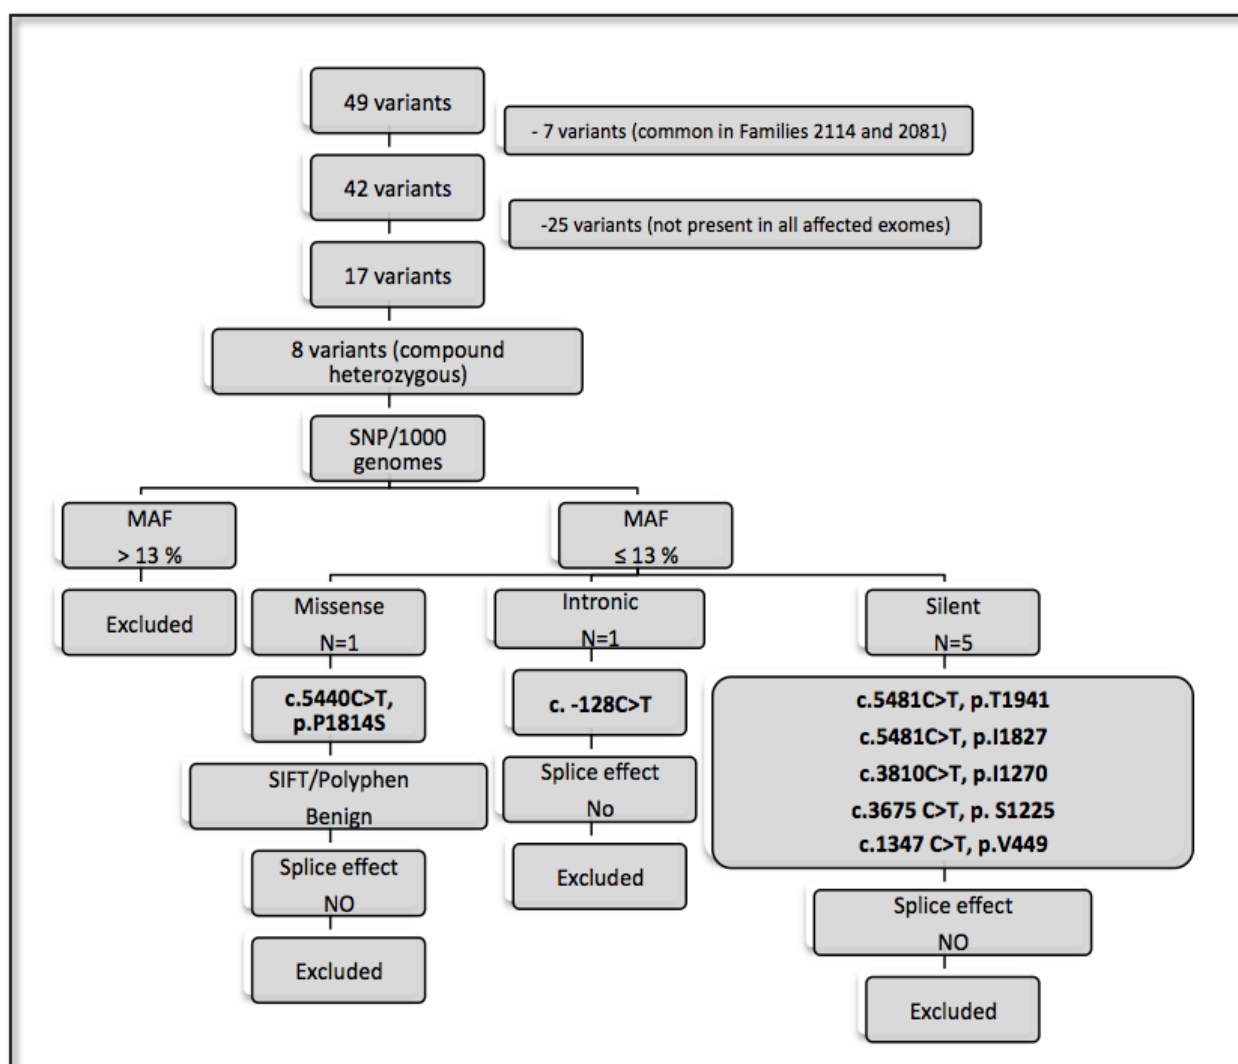 49 variants
- 7 variants (common in Families 2114 and 2081)
42 variants
-25 variants (not present in all affected exomes)
17 variants
8 variants (compound
heterozygous)
SNP/1000
genomes
MAF
> 13 %
MAF
≤ 13 %
Excluded
Missense
N=1
Intronic
N=1
Silent
N=5
c.5440C>T,
p.P1814S
c. -128C>T
c.5481C>T, p.T1941
c.5481C>T, p.I1827
c.3810C>T, p.I1270
c.3675 C>T, p. S1225
c.1347 C>T, p.V449
SIFT/Polyphen
Benign
Splice effect
No
Splice effect
NO
Excluded
Splice effect
NO
Excluded
Excluded